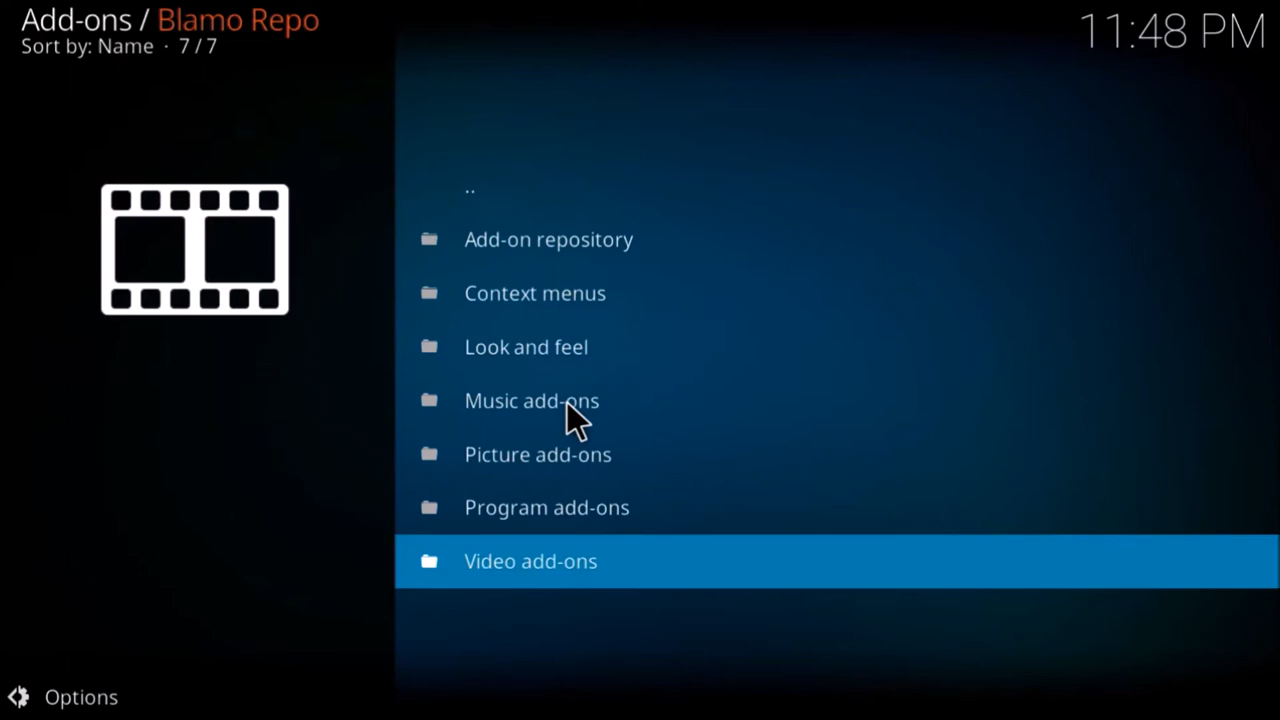 Add-ons / Blamo Repo
Sort by: Name · 7 / 7
11:48 PM
..
Add-on repository
Context menus
Look and feel
Music add-ons
Picture add-ons
Program add-ons
Video add-ons
Options